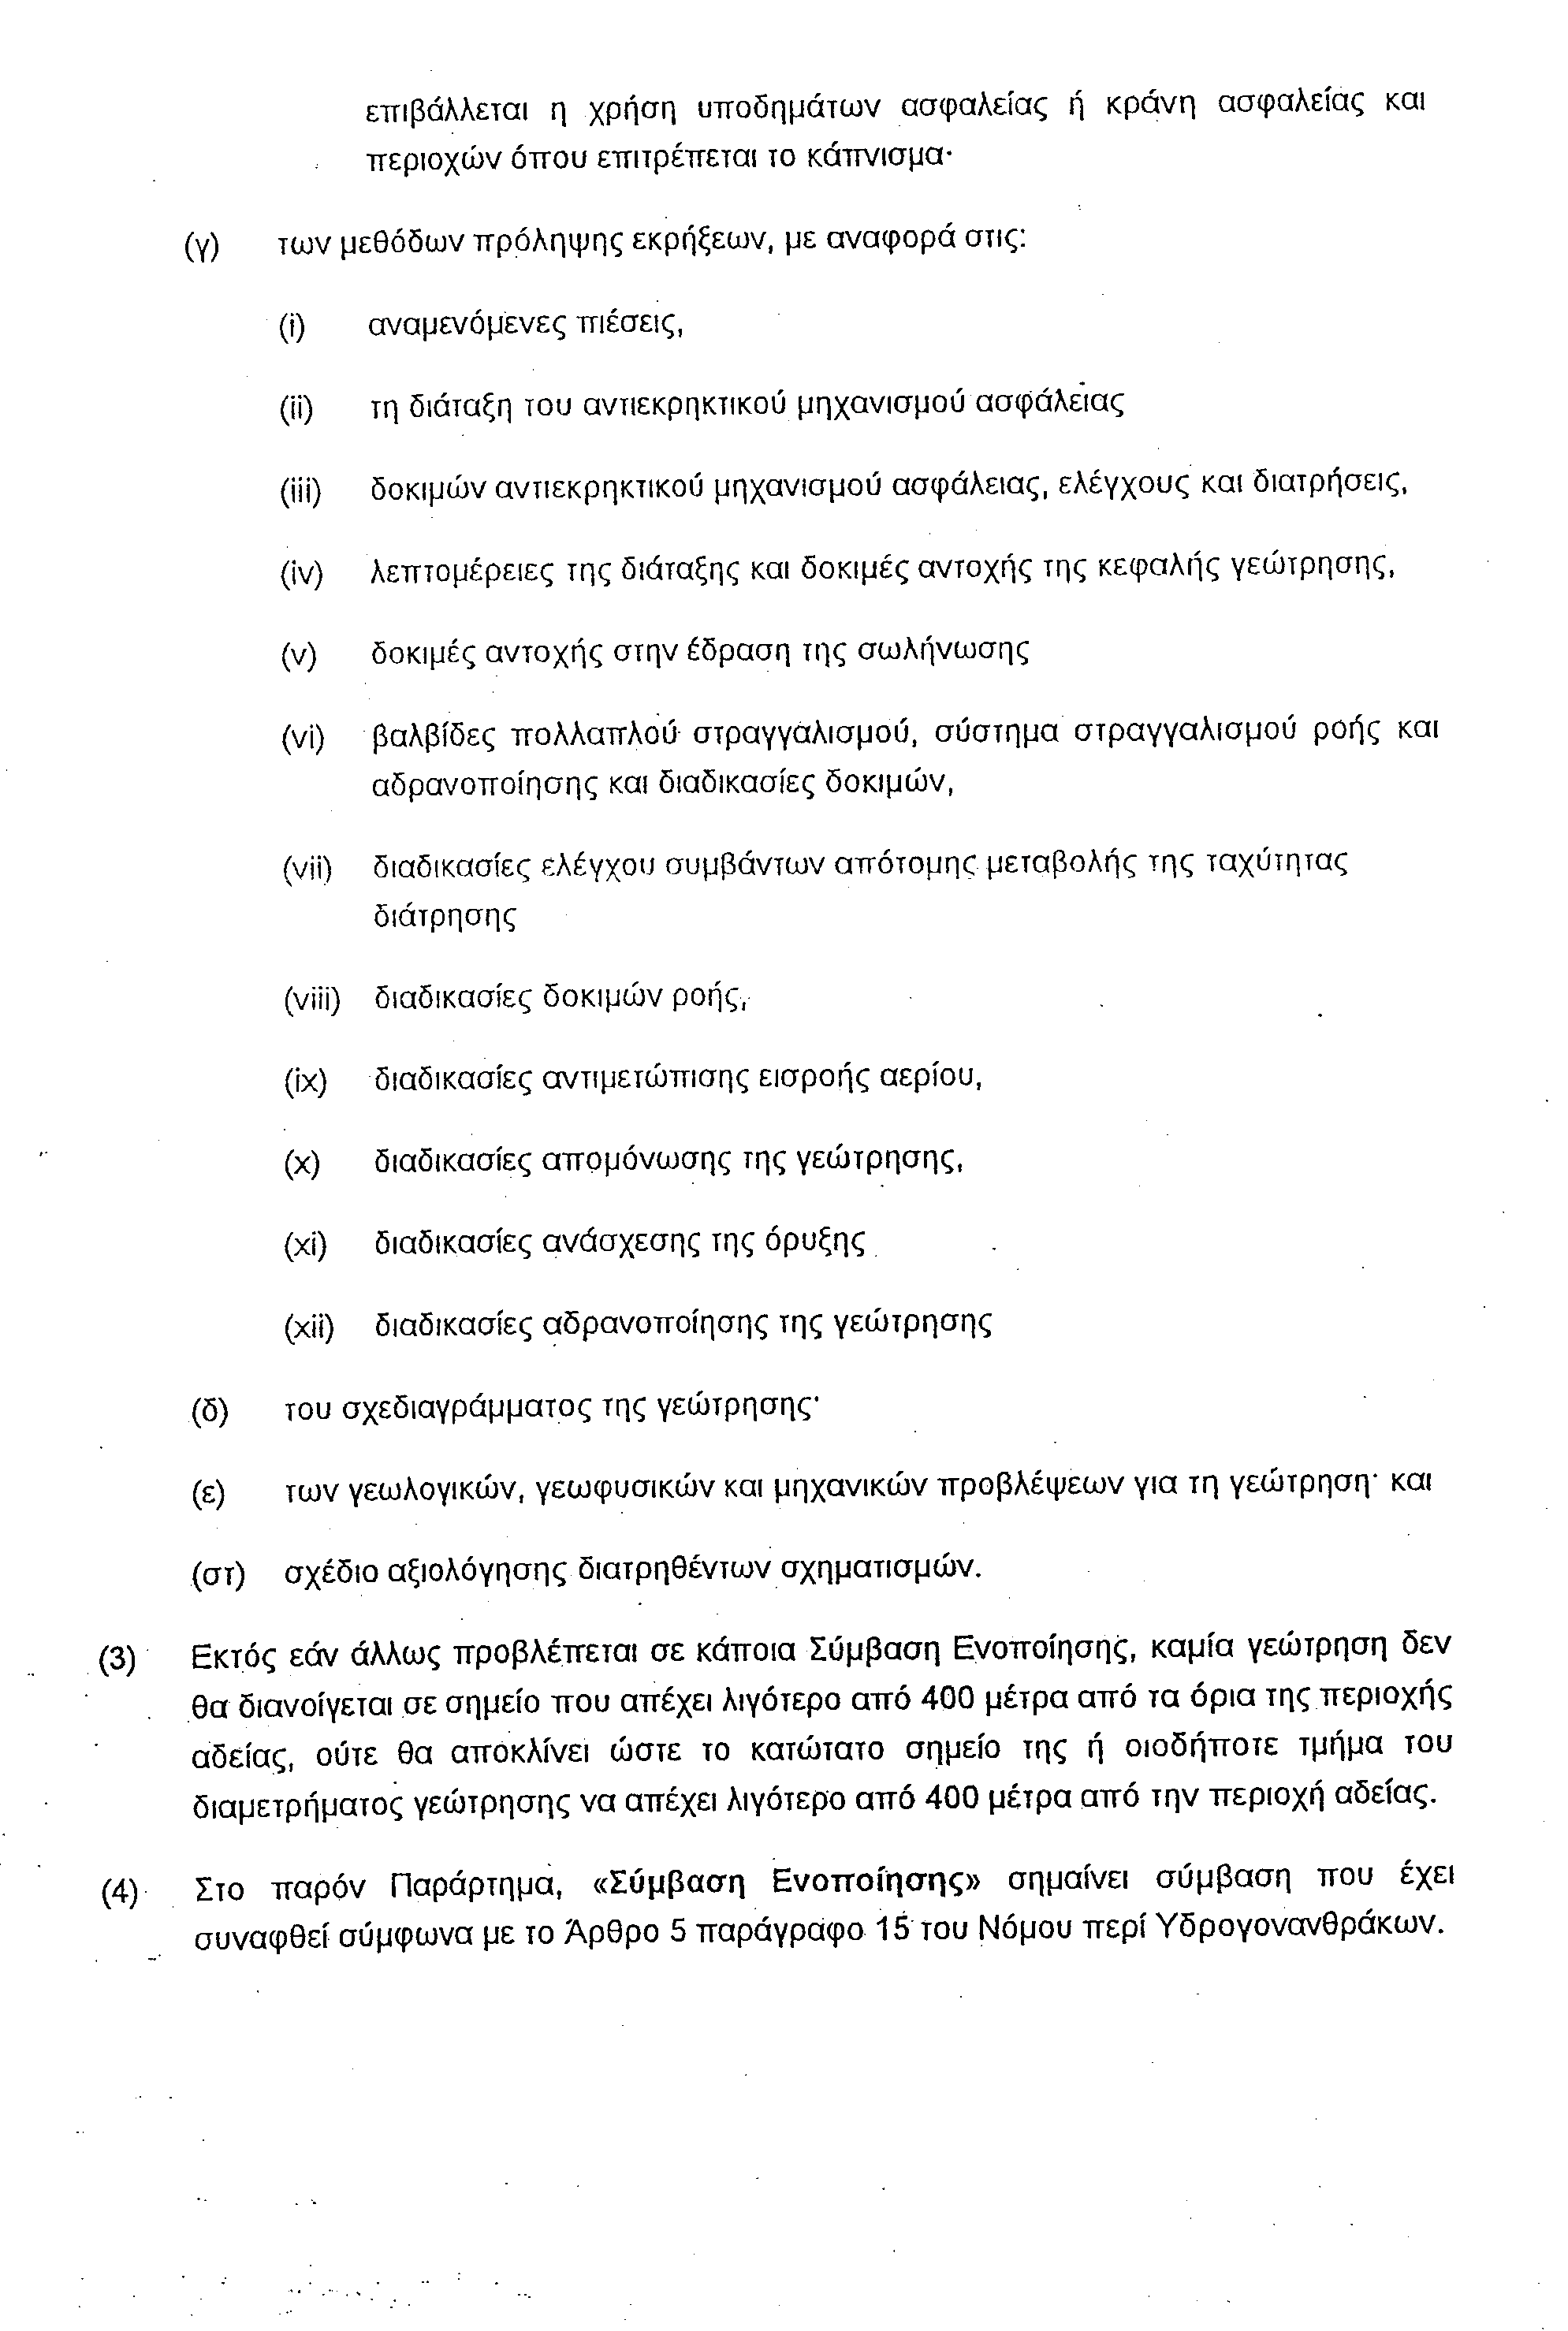 επιβάλλεται η χρήση υποδημάτων ασφαλείας ή κράνη ασφαλείας και
περιοχών όπου επιτρέπεται το κάπνισμα·
(γ) των μεθόδων πρόληψης εκρήξεων, με αναφορά στις:
(i) αναμενόμενες πιέσεις,
(ii) τη διάταξη του αντιεκρηκτικού μηχανισμού ασφάλειας
(iii) δοκιμών αντιεκρηκτικού μηχανισμού ασφάλειας, ελέγχους και διατρήσεις,
(iv) λεπτομέρειες της διάταξης και δοκιμές αντοχής της κεφαλής γεώτρησης,
(v) δοκιμές αντοχής στην έδραση της σωλήνωσης
(vi) βαλβίδες πολλαπλού στραγγαλισμού, σύστημα στραγγαλισμού ροής και
αδρανοποίησης και διαδικασίες δοκιμών,
(vii) διαδικασίες ελέγχου συμβάντων απότομης μεταβολής της ταχύτητας
διάτρησης
(viii) διαδικασίες δοκιμών ροής,
(ix) διαδικασίες αντιμετώπισης εισροής αερίου,
(x) διαδικασίες απομόνωσης της γεώτρησης,
(xi) διαδικασίες ανάσχεσης της όρυξης
(xii) διαδικασίες αδρανοποίησης της γεώτρησης
(δ) του σχεδιαγράμματος της γεώτρησης·
(ε) των γεωλογικών, γεωφυσικών και μηχανικών προβλέψεων για τη γεώτρηση· και
(στ) σχέδιο αξιολόγησης διατρηθέντων σχηματισμών.
(3) Εκτός εάν άλλως προβλέπεται σε κάποια Σύμβαση Ενοποίησης, καμία γεώτρηση δεν
θα διανοίγεται σε σημείο που απέχει λιγότερο από 400 μέτρα από τα όρια της περιοχής
αδείας, ούτε θα αποκλίνει ώστε το κατώτατο σημείο της ή οιοδήποτε τμήμα του
διαμετρήματος γεώτρησης να απέχει λιγότερο από 400 μέτρα από την περιοχή αδείας.
(4) Στο παρόν Παράρτημα, «Σύμβαση Ενοποίησης» σημαίνει σύμβαση που έχει
συναφθεί σύμφωνα με το Άρθρο 5 παράγραφο 15 του Νόμου περί Υδρογονανθράκων.